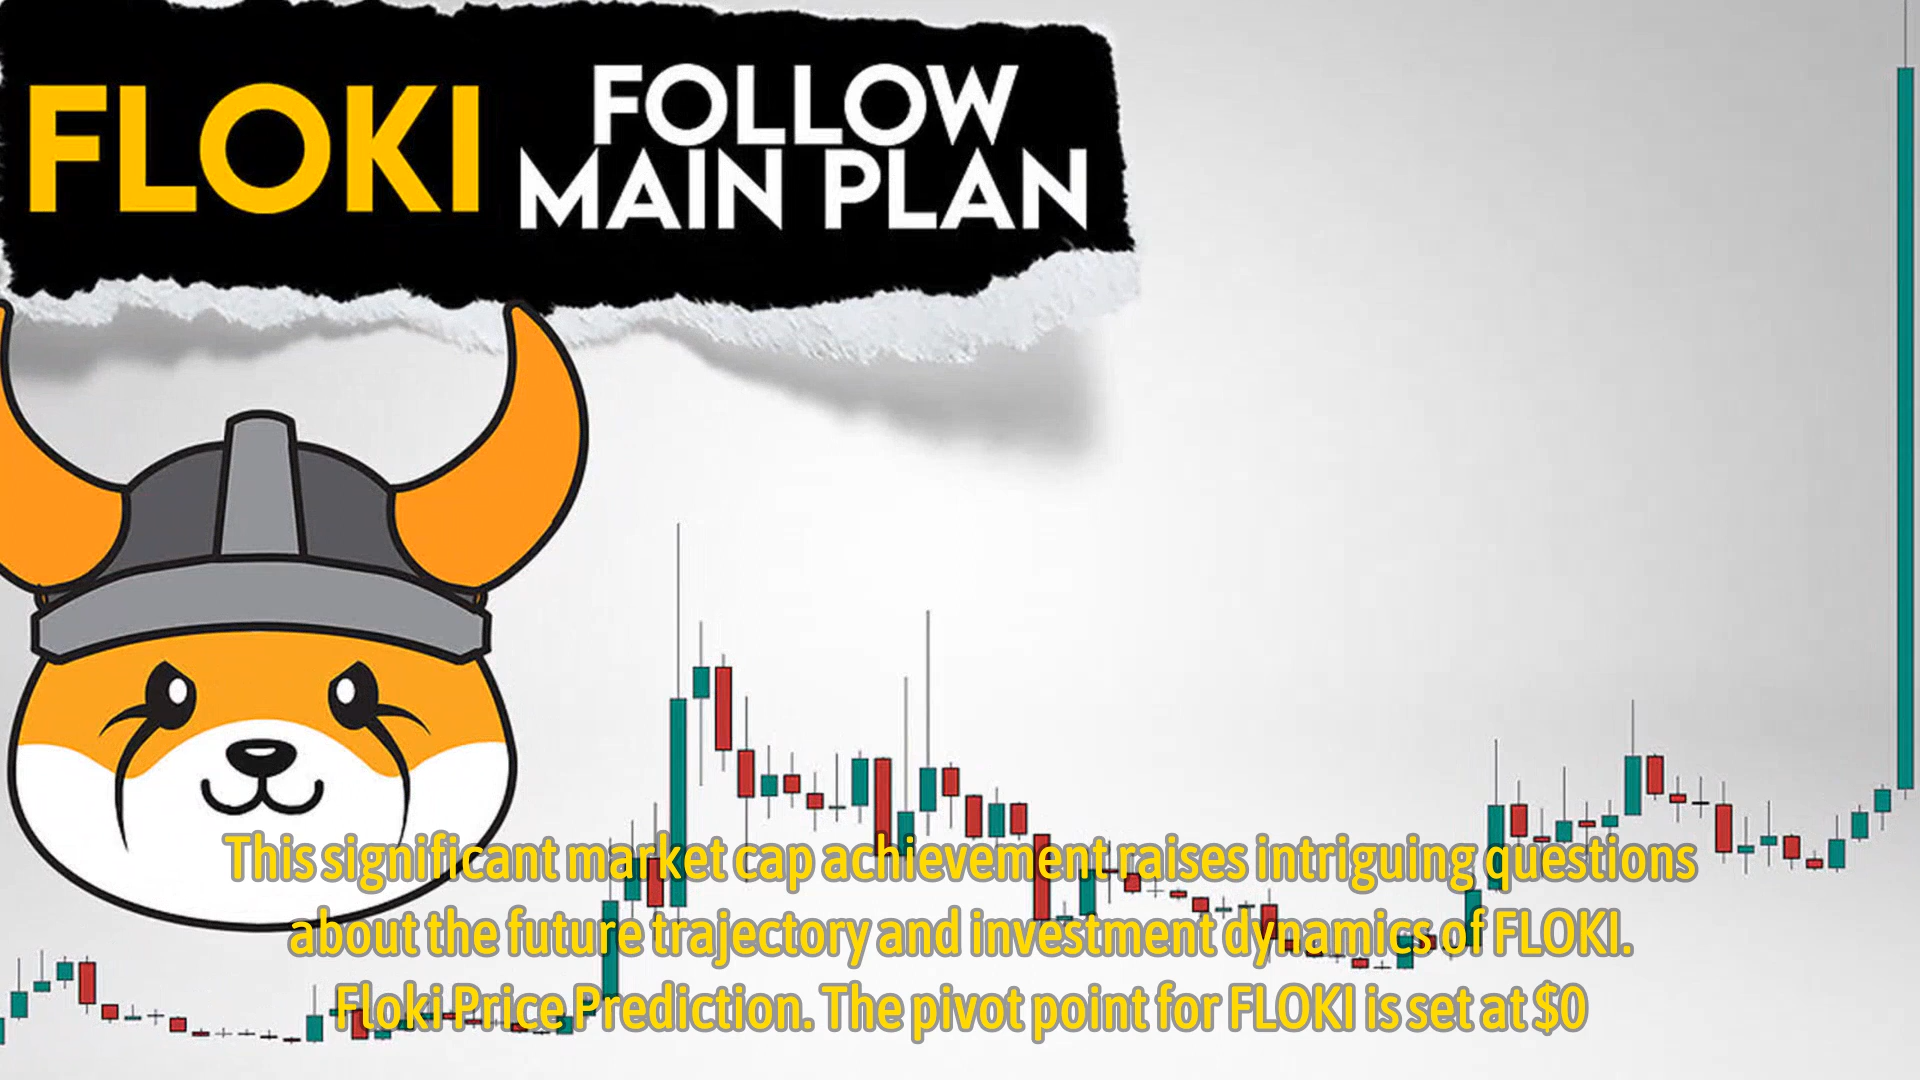 FLOKI
FOLLOW
MAIN PLAN
This significant market cap achievement raises intriguing questions
about the future trajectory and investment dynamics of FLOKI.
Floki Price Prediction. The pivot point for FLOKI is set at $0